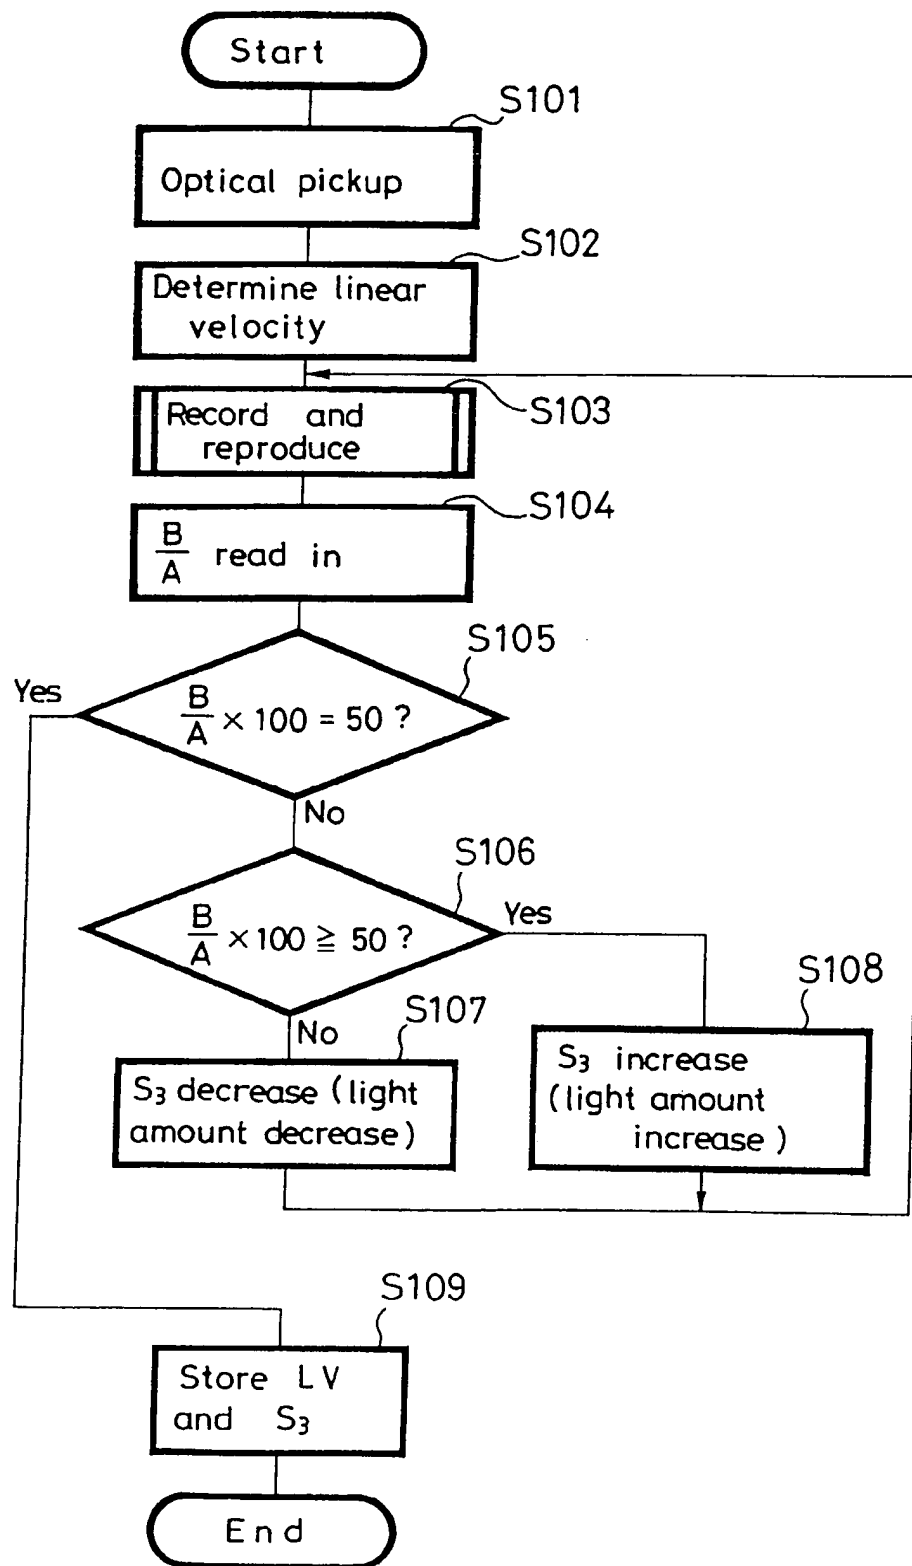 Start
S101
Optical pickup
S102
Determine linear
velocity
S103
Record and
reproduce
S104
B/A read in
S105
Yes
B/A × 100 = 50 ?
No
S106
B/A × 100 ≧ 50 ?
Yes
S108
S107
No
S₃ decrease (light
amount decrease)
S₃ increase
(light amount
increase)
S109
Store LV
and S₃
End